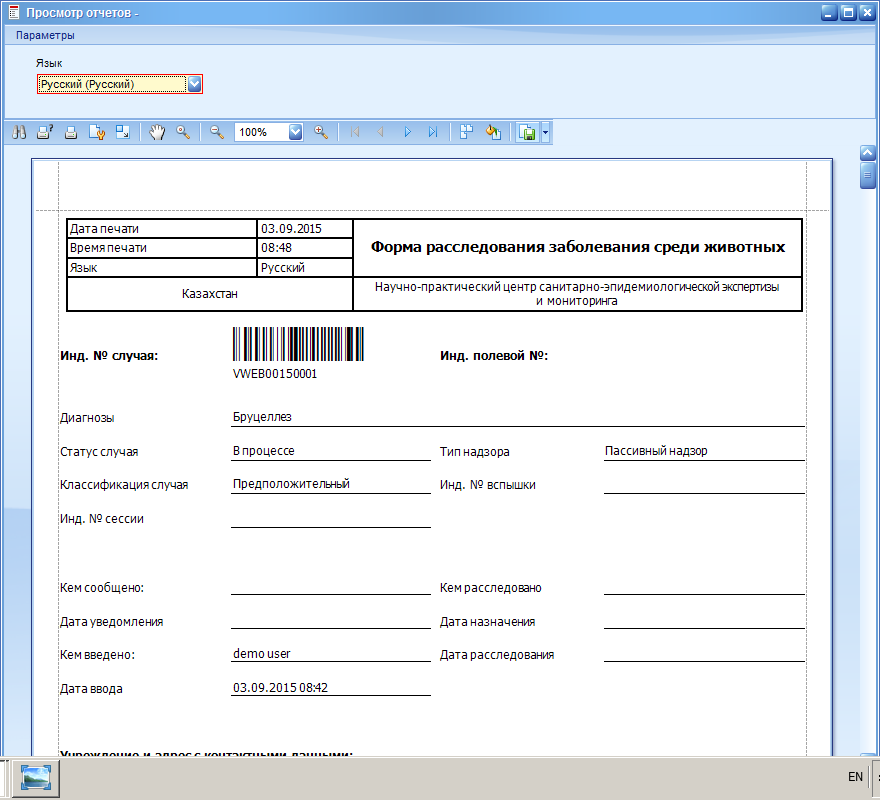 Просмотр отчетов -
Параметры
Язык
Русский (Русский)
100%
Дата печати 03.09.2015
Время печати 08:48
Язык Русский
Форма расследования заболевания среди животных
Казахстан
Научно-практический центр санитарно-эпидемиологической экспертизы
и мониторинга
Инд. № случая:
VWEB00150001
Инд. полевой №:
Диагнозы Бруцеллез
Статус случая В процессе Тип надзора Пассивный надзор
Классификация случая Предположительный Инд. № вспышки
Инд. № сессии
Кем сообщено: Кем расследовано
Дата уведомления Дата назначения
Кем введено: demo user Дата расследования
Дата ввода 03.09.2015 08:42
Учреждение и адрес с контактными данными:
EN